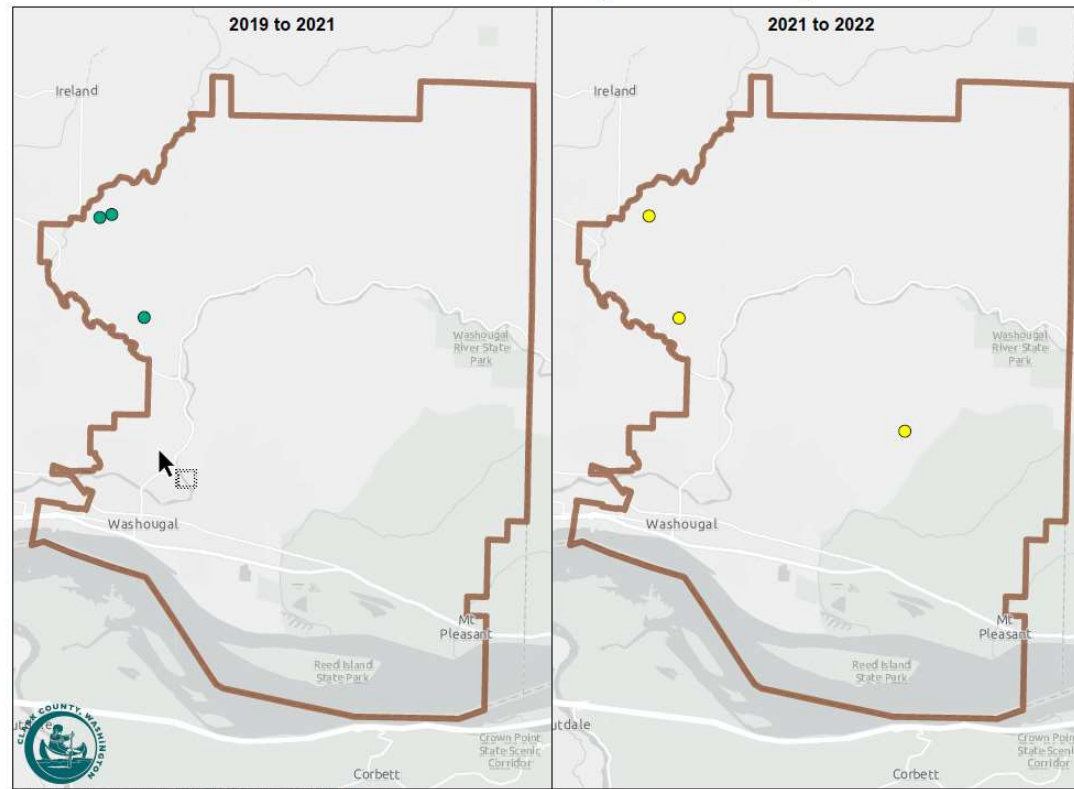 2019 to 2021
Ireland
Washougal
River State
Park
Washougal
Mt
Pleasant
Reed Island
State Park
Crown Point
State Scenic
Corridor
Corbett
CLARK COUNTY, WASHINGTON
2021 to 2022
Ireland
Washougal
River State
Park
Washougal
Mt
Pleasant
Reed Island
State Park
utdale
Crown Poin
State Scenic
Corridor
Corbett